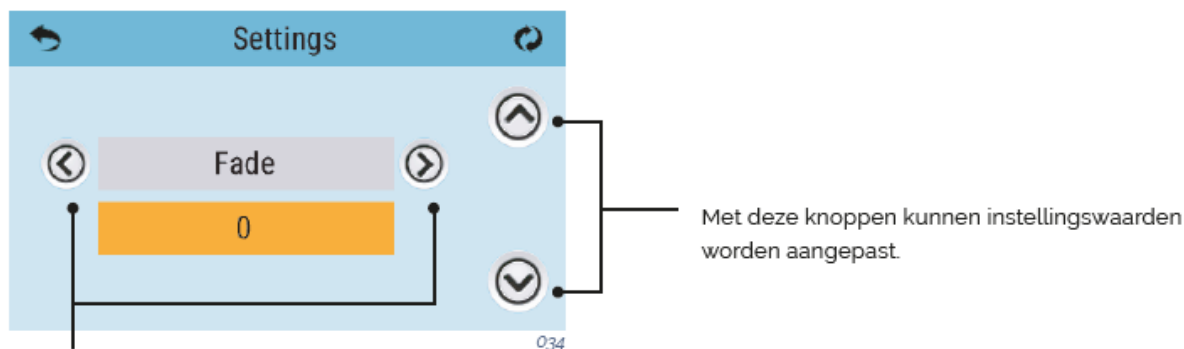 Settings
Fade
0
Met deze knoppen kunnen instellingswaarden
worden aangepast.
034